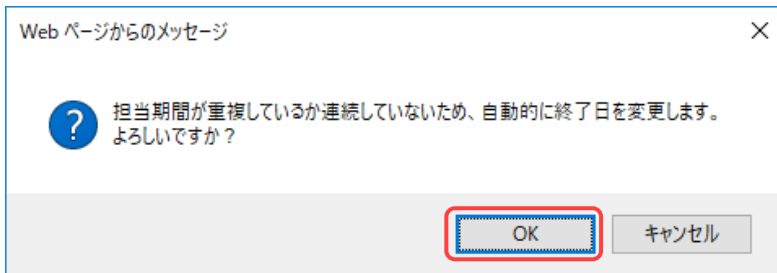 Web ページからのメッセージ
担当期間が重複しているか連続していないため、自動的に終了日を変更します。
よろしいですか？
OK
キャンセル